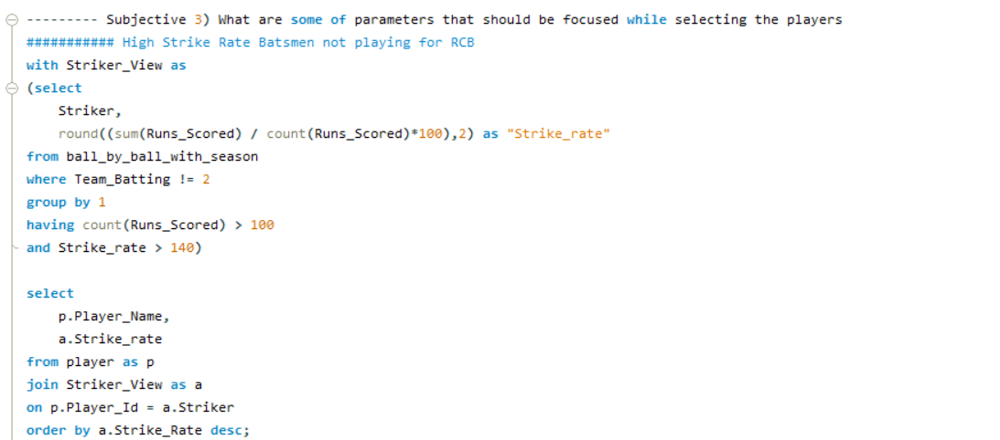 --------- Subjective 3) What are some of parameters that should be focused while selecting the players
########### High Strike Rate Batsmen not playing for RCB
with Striker_View as
(select
    Striker,
    round((sum(Runs_Scored) / count(Runs_Scored)*100),2) as "Strike_rate"
from ball_by_ball_with_season
where Team_Batting != 2
group by 1
having count(Runs_Scored) > 100
and Strike_rate > 140)

select
    p.Player_Name,
    a.Strike_rate
from player as p
join Striker_View as a
on p.Player_Id = a.Striker
order by a.Strike_Rate desc;